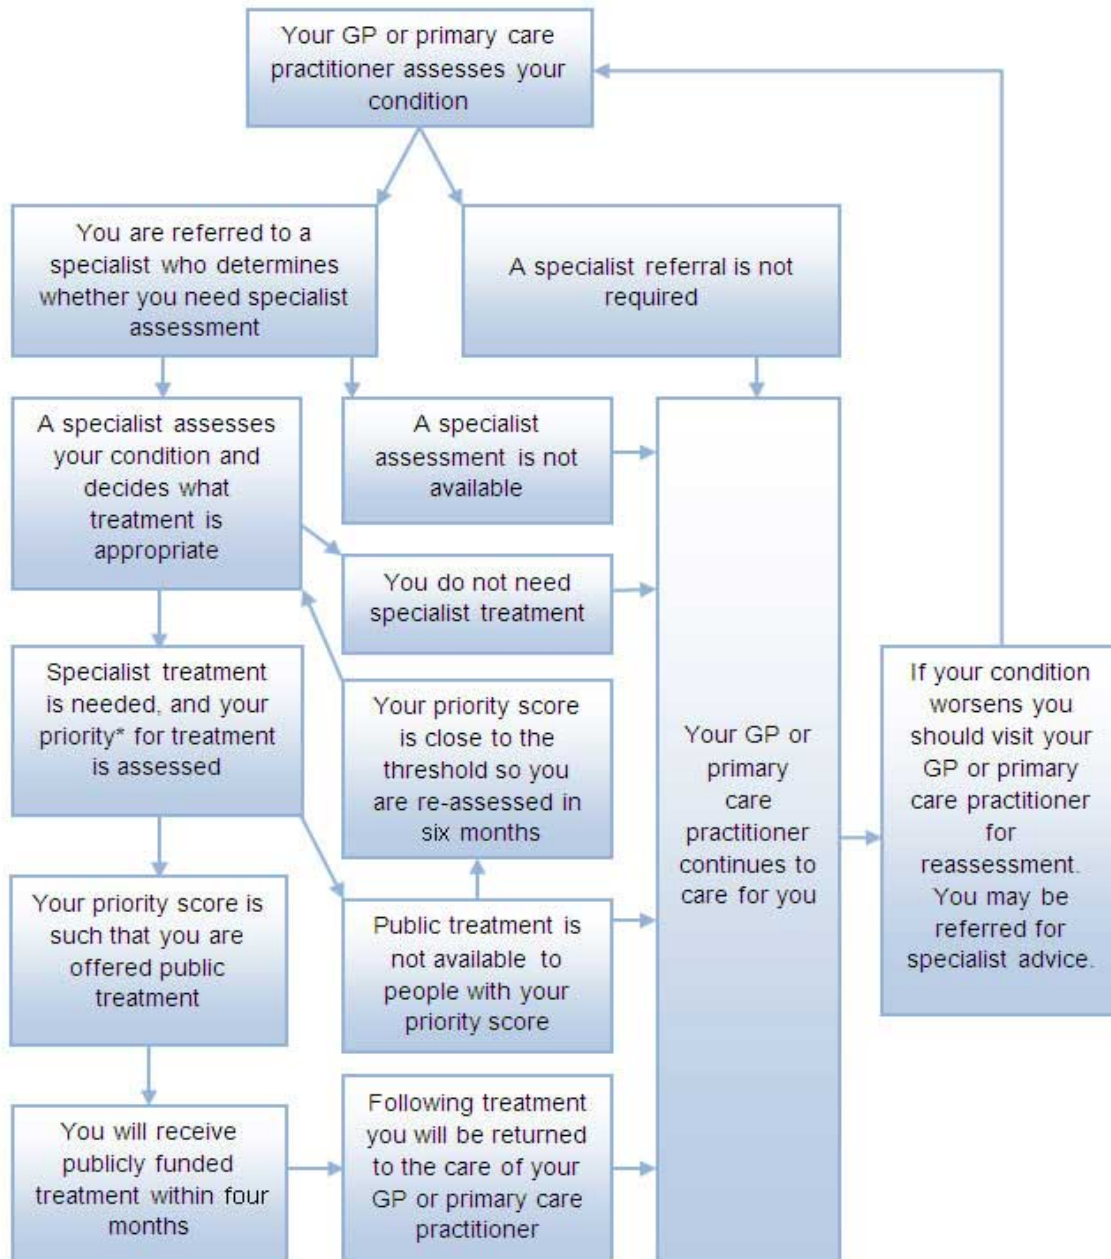 Your GP or primary care
practitioner assesses your
condition
You are referred to a
specialist who determines
whether you need specialist
assessment
A specialist referral is not
required
A specialist assesses
your condition and
decides what
treatment is
appropriate
A specialist
assessment is not
available
You do not need
specialist treatment
Specialist treatment
is needed, and your
priority* for treatment
is assessed
Your priority score
is close to the
threshold so you
are re-assessed in
six months
Your GP or
primary
care
practitioner
continues to
care for you
If your condition
worsens you
should visit your
GP or primary
care practitioner
for
reassessment.
You may be
referred for
specialist advice.
Your priority score is
such that you are
offered public
treatment
Public treatment is
not available to
people with your
priority score
You will receive
publicly funded
treatment within four
months
Following treatment
you will be returned
to the care of your
GP or primary care
practitioner